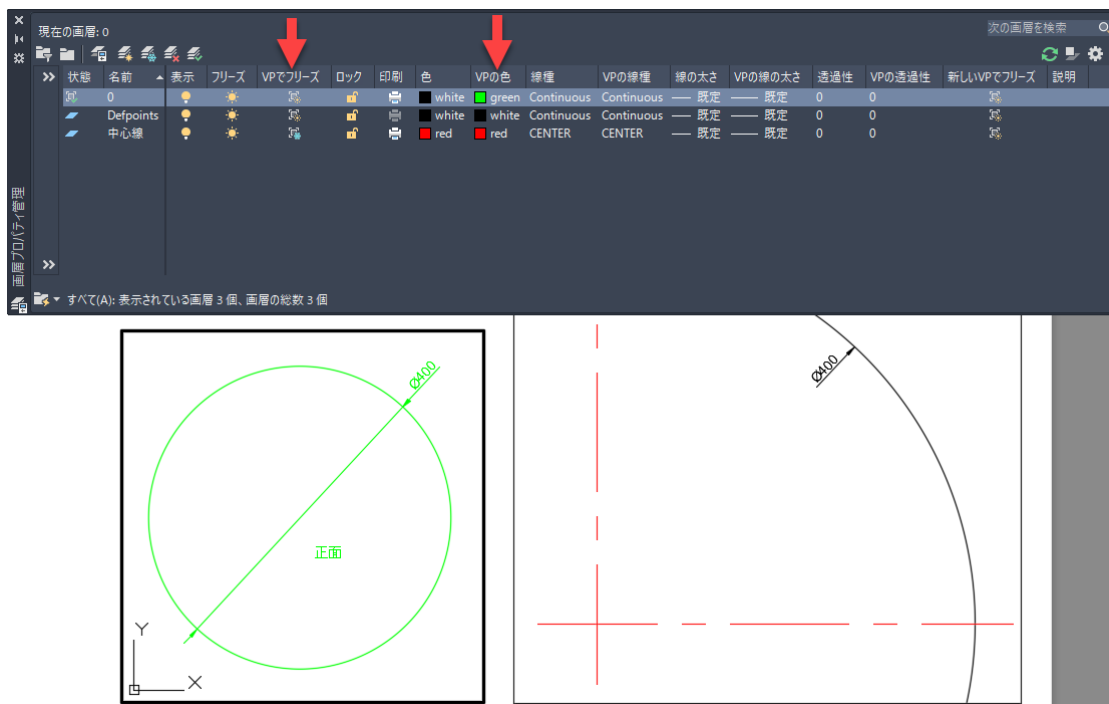 現在の画層: 0
次の画層を検索
状態 名前 表示 フリーズ VPでフリーズ ロック 印刷 色 VPの色 線種 VPの線種 線の太さ VPの線の太さ 透過性 VPの透過性 新しいVPでフリーズ 説明
0 white green Continuous Continuous 既定 既定 0 0
Defpoints white white Continuous Continuous 既定 既定 0 0
中心線 red red CENTER CENTER 既定 既定 0 0
画層プロパティ管理
すべて(A): 表示されている画層 3 個、画層の総数 3 個
Ø400
正面
Y
X
Ø400